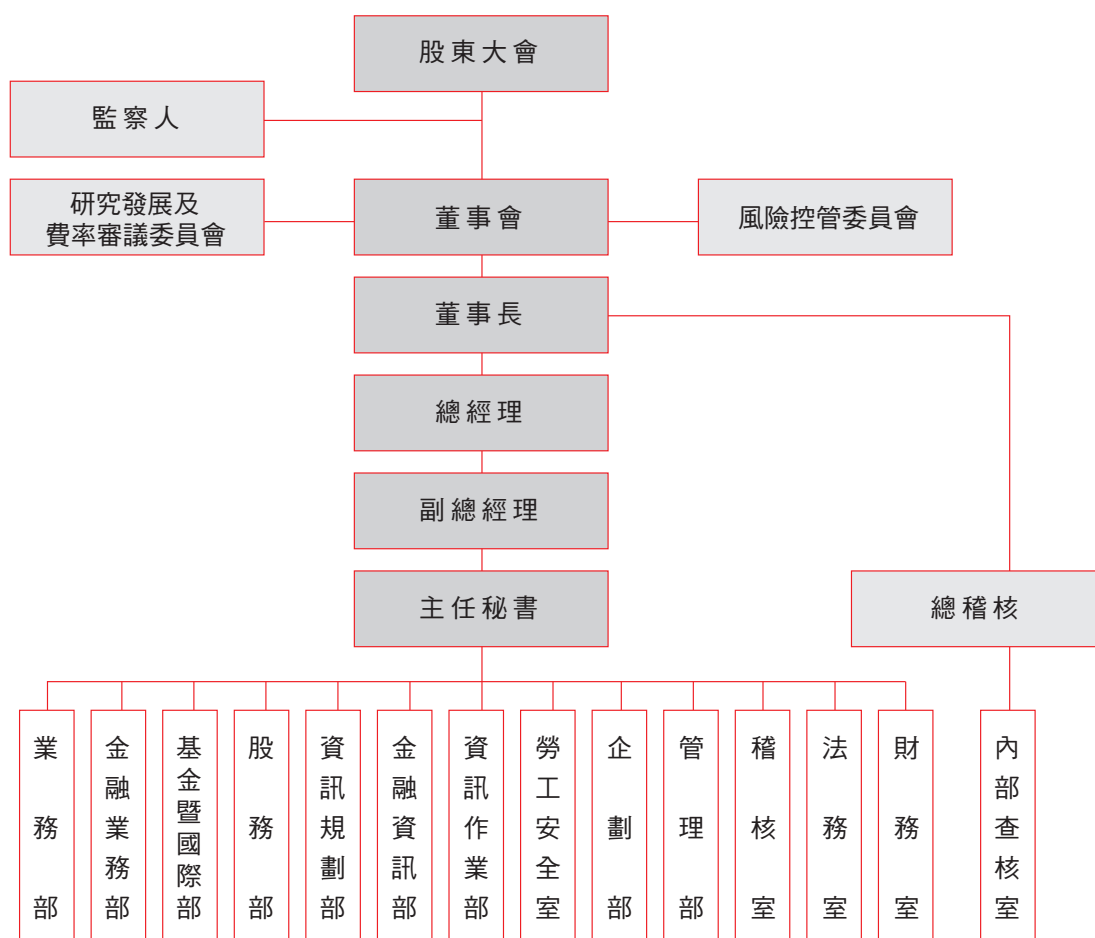 股東大會
監察人
研究發展及
費率審議委員會
董事會
風險控管委員會
董事長
總經理
副總經理
主任秘書
總稽核
業務部
金融業務部
基金暨國際部
股務部
資訊規劃部
金融資訊部
資訊作業部
勞工安全室
企劃部
管理部
稽核室
法務室
財務室
內部查核室